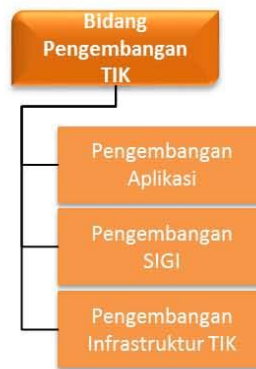 Bidang
Pengembangan
TIK
Pengembangan
Aplikasi
Pengembangan
SIGI
Pengembangan
Infrastruktur TIK